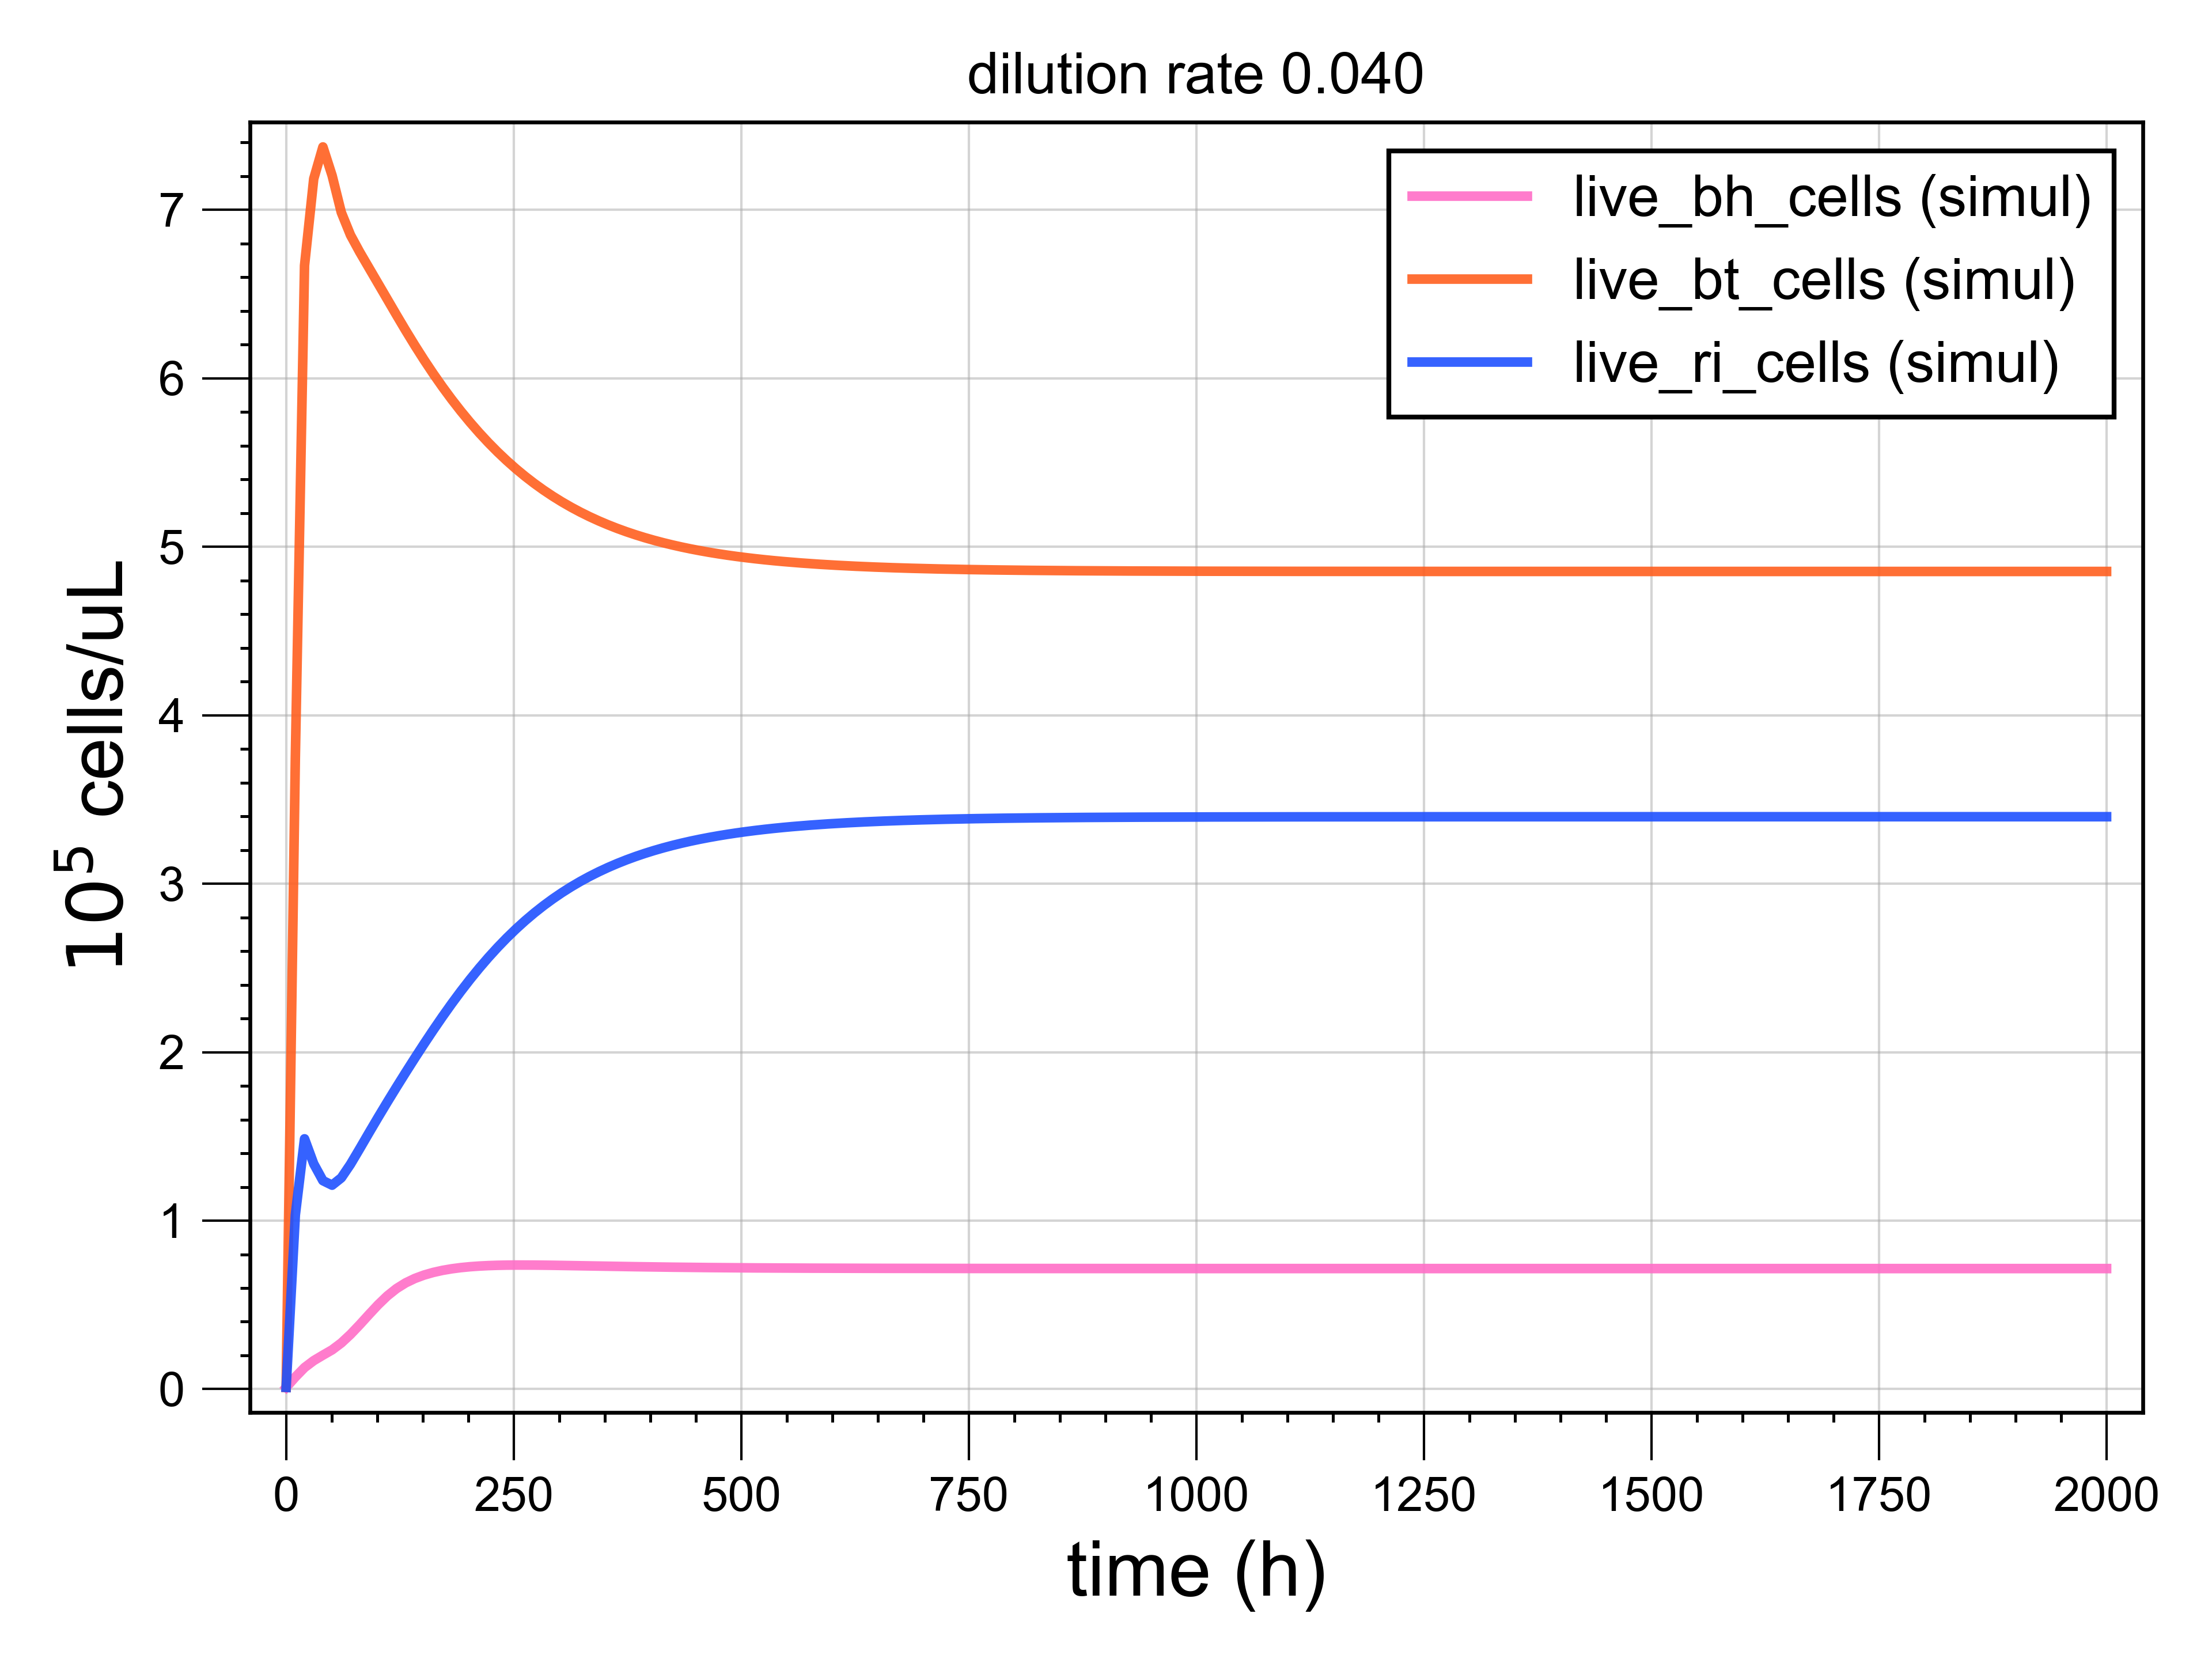 dilution rate 0.040
live_bh_cells (simul)
live_bt_cells (simul)
live_ri_cells (simul)
10⁵ cells/uL
7
6
5
4
3
2
1
0
0 250 500 750 1000 1250 1500 1750 2000
time (h)